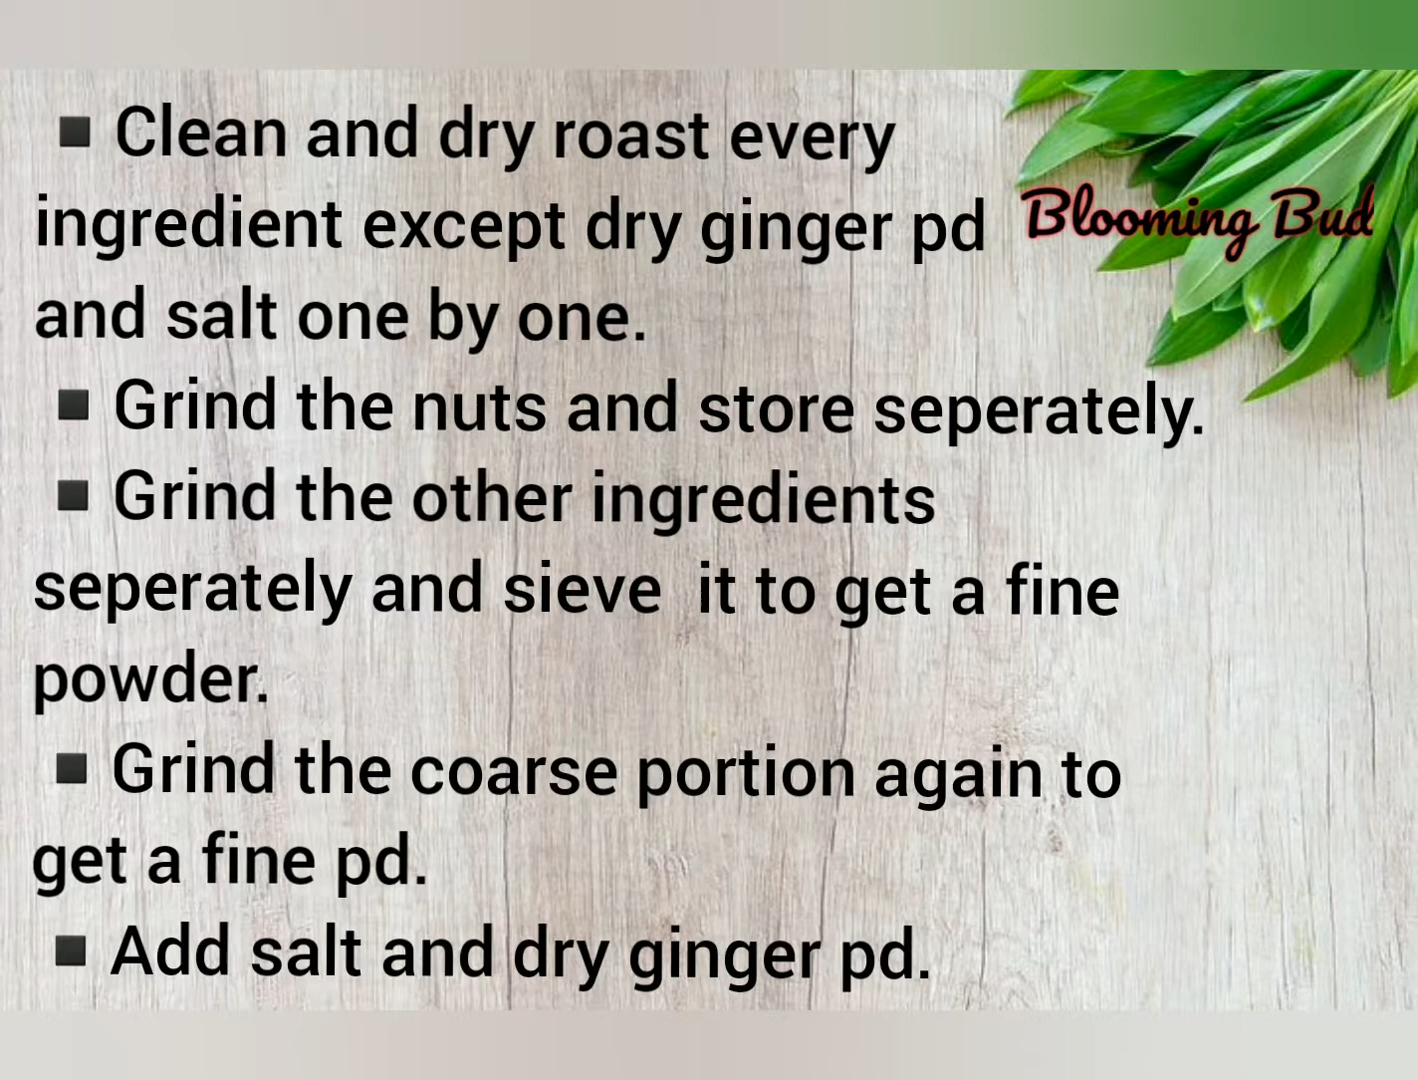 ▪ Clean and dry roast every
ingredient except dry ginger pd
and salt one by one.
▪ Grind the nuts and store seperately.
▪ Grind the other ingredients
seperately and sieve  it to get a fine
powder.
▪ Grind the coarse portion again to
get a fine pd.
▪ Add salt and dry ginger pd.
Blooming Bud